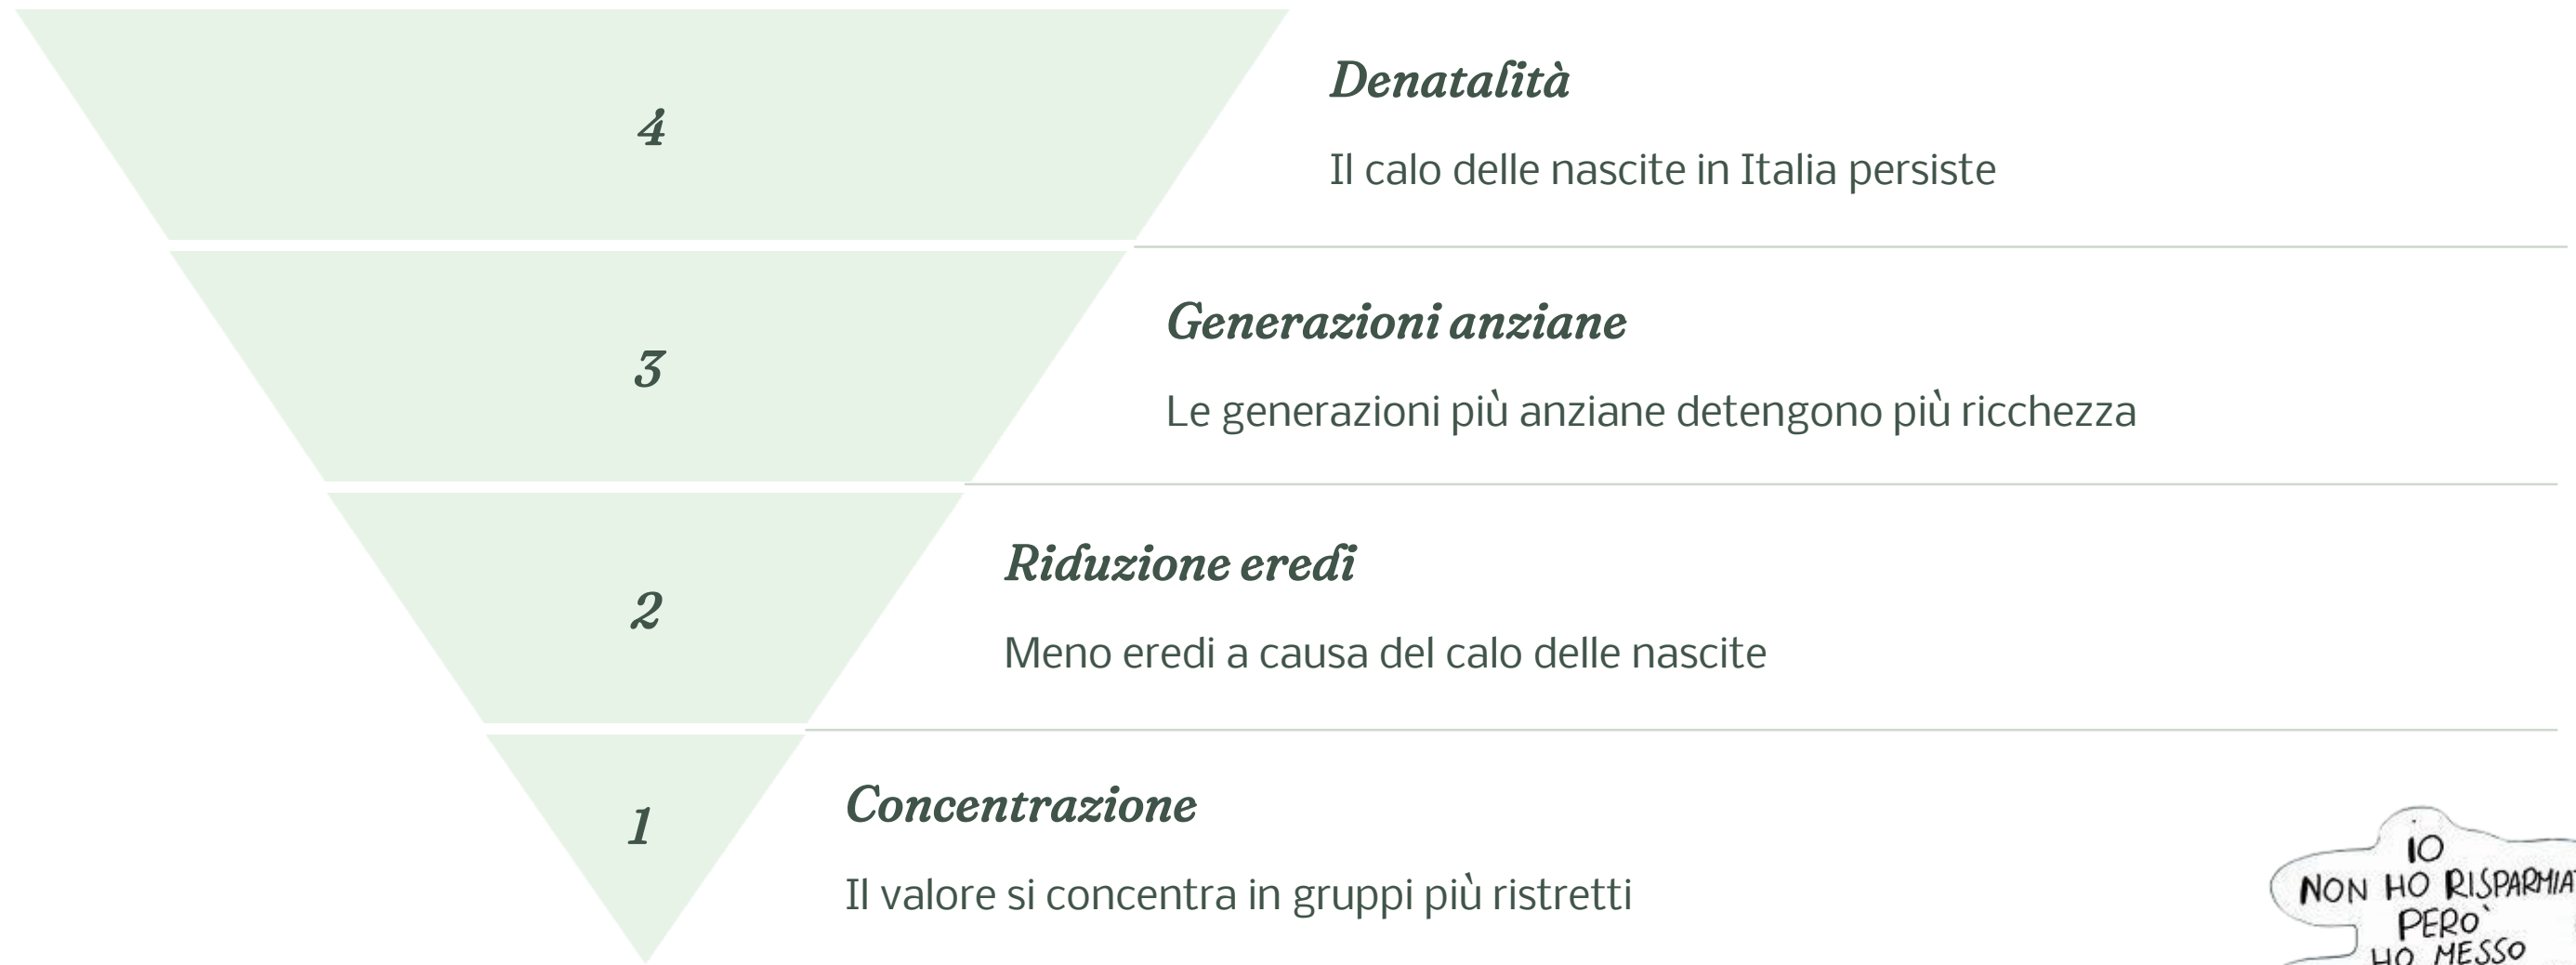 4
Denatalità
Il calo delle nascite in Italia persiste
3
Generazioni anziane
Le generazioni più anziane detengono più ricchezza
2
Riduzione eredi
Meno eredi a causa del calo delle nascite
1
Concentrazione
Il valore si concentra in gruppi più ristretti
IO
NON HO
PERO'
HO MESSO